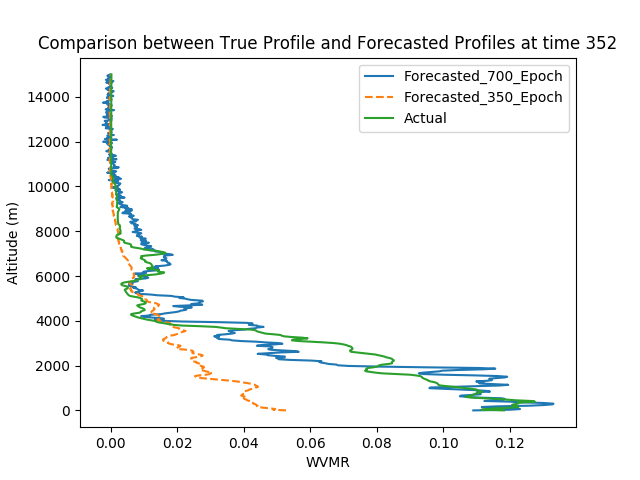 Comparison between True Profile and Forecasted Profiles at time 352
Forecasted_700_Epoch
Forecasted_350_Epoch
Actual
14000
12000
10000
8000
6000
4000
2000
0
Altitude (m)
0.00 0.02 0.04 0.06 0.08 0.10 0.12
WVMR